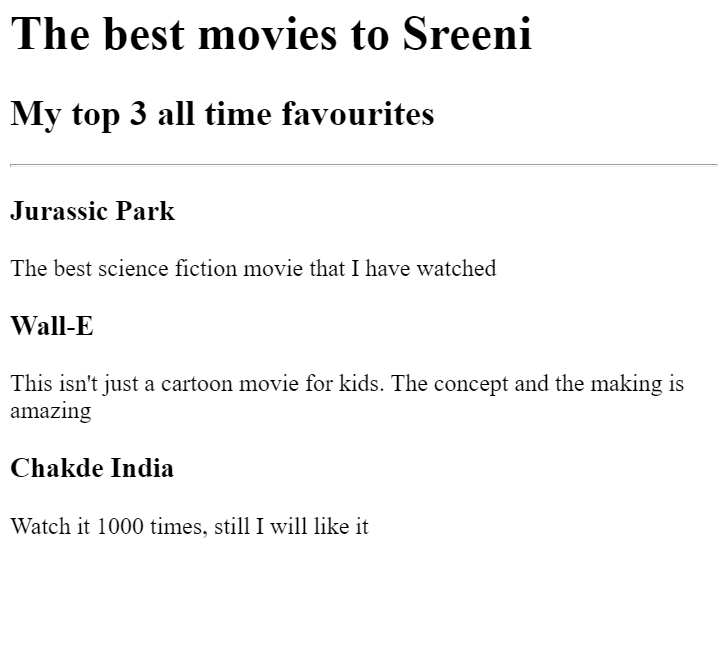 The best movies to Sreeni
My top 3 all time favourites
Jurassic Park
The best science fiction movie that I have watched
Wall-E
This isn't just a cartoon movie for kids. The concept and the making is
amazing
Chakde India
Watch it 1000 times, still I will like it